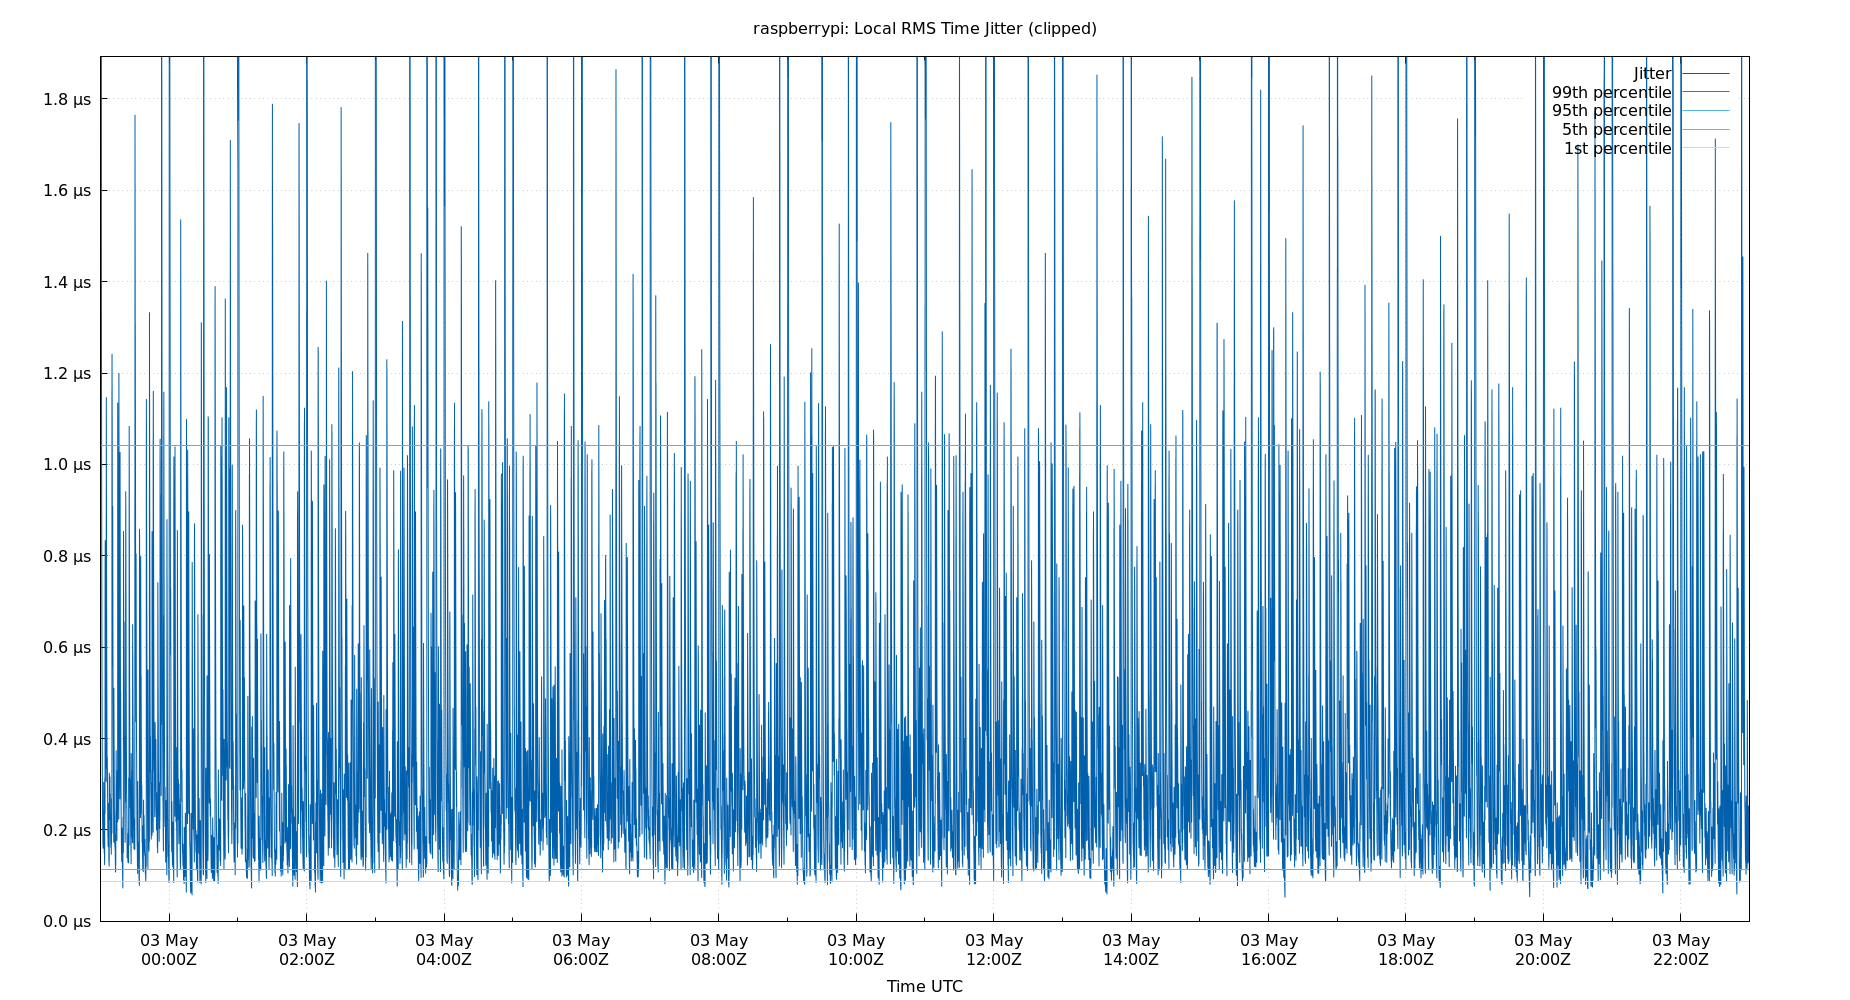 raspberrypi: Local RMS Time Jitter (clipped)
Jitter
99th percentile
95th percentile
5th percentile
1st percentile
1.8 μs
1.6 μs
1.4 μs
1.2 μs
1.0 μs
0.8 μs
0.6 μs
0.4 μs
0.2 μs
0.0 μs
03 May 03 May 03 May 03 May 03 May 03 May 03 May 03 May 03 May 03 May 03 May 03 May
00:00Z 02:00Z 04:00Z 06:00Z 08:00Z 10:00Z 12:00Z 14:00Z 16:00Z 18:00Z 20:00Z 22:00Z
Time UTC